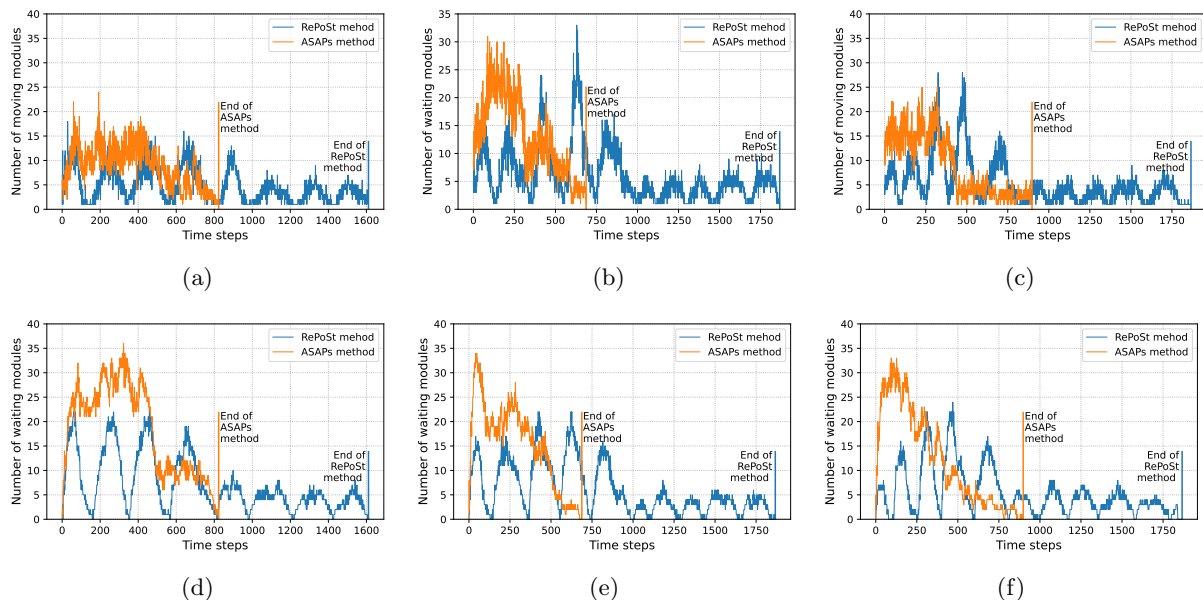 40
35
30
25
20
15
10
5
0
Number of moving modules
RePoSt mehod
ASAPs method
End of
ASAPs
method
End of
RePoSt
method
0 200 400 600 800 1000 1200 1400 1600
Time steps
(a)
35
30
25
20
15
10
5
0
Number of waiting modules
RePoSt mehod
ASAPs method
End of
ASAPs
method
End of
RePoSt
method
0 250 500 750 1000 1250 1500 1750
Time steps
(b)
40
35
30
25
20
15
10
5
0
Number of moving modules
RePoSt mehod
ASAPs method
End of
ASAPs
method
End of
RePoSt
method
0 250 500 750 1000 1250 1500 1750
Time steps
(c)
40
35
30
25
20
15
10
5
0
Number of waiting modules
RePoSt mehod
ASAPs method
End of
ASAPs
method
End of
RePoSt
method
0 200 400 600 800 1000 1200 1400 1600
Time steps
(d)
40
35
30
25
20
15
10
5
0
Number of waiting modules
RePoSt mehod
ASAPs method
End of
ASAPs
method
End of
RePoSt
method
0 250 500 750 1000 1250 1500 1750
Time steps
(e)
40
35
30
25
20
15
10
5
0
Number of waiting modules
RePoSt mehod
ASAPs method
End of
ASAPs
method
End of
RePoSt
method
0 250 500 750 1000 1250 1500 1750
Time steps
(f)